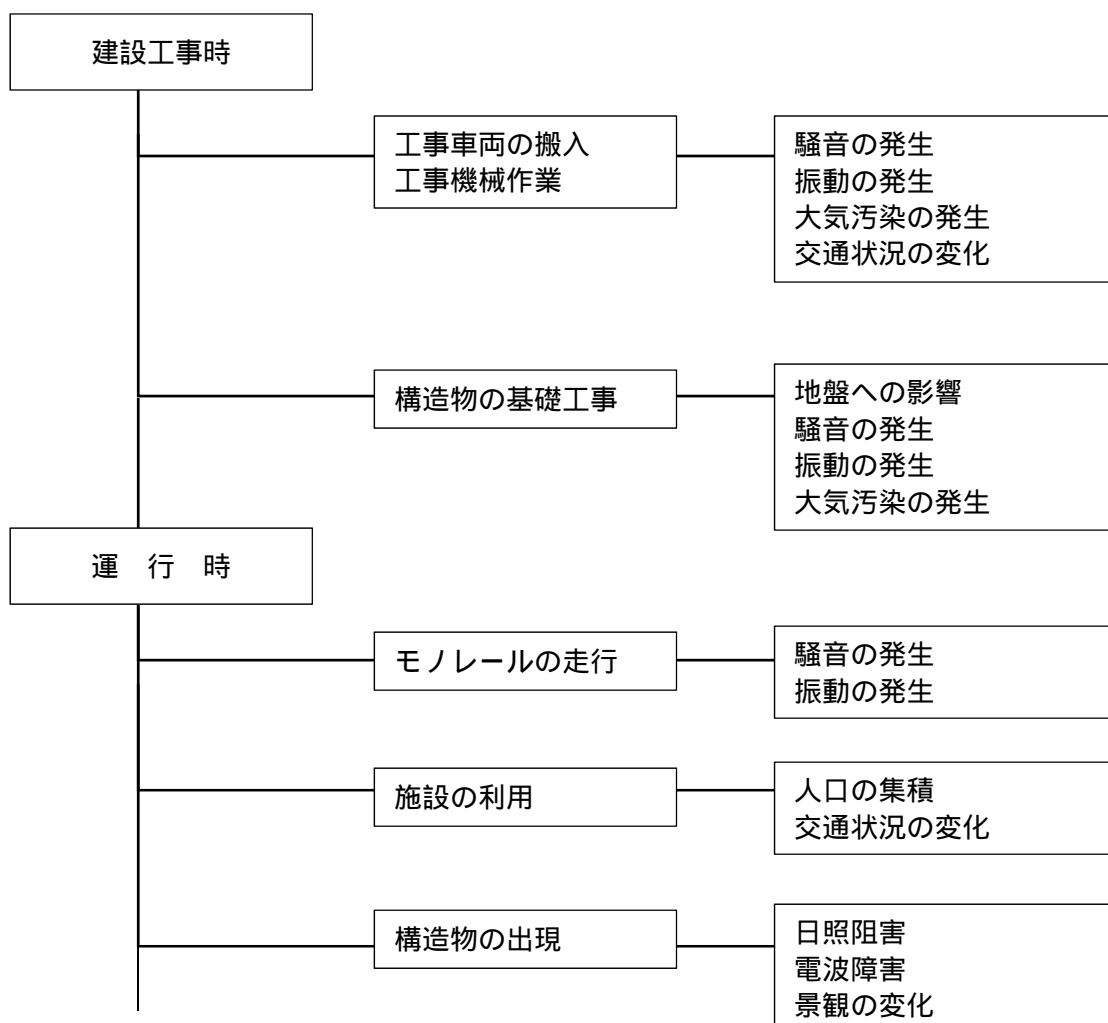 建設工事時
工事車両の搬入
工事機械作業
騒音の発生
振動の発生
大気汚染の発生
交通状況の変化
構造物の基礎工事
地盤への影響
騒音の発生
振動の発生
大気汚染の発生
運 行 時
モノレールの走行
騒音の発生
振動の発生
施設の利用
人口の集積
交通状況の変化
構造物の出現
日照阻害
電波障害
景観の変化